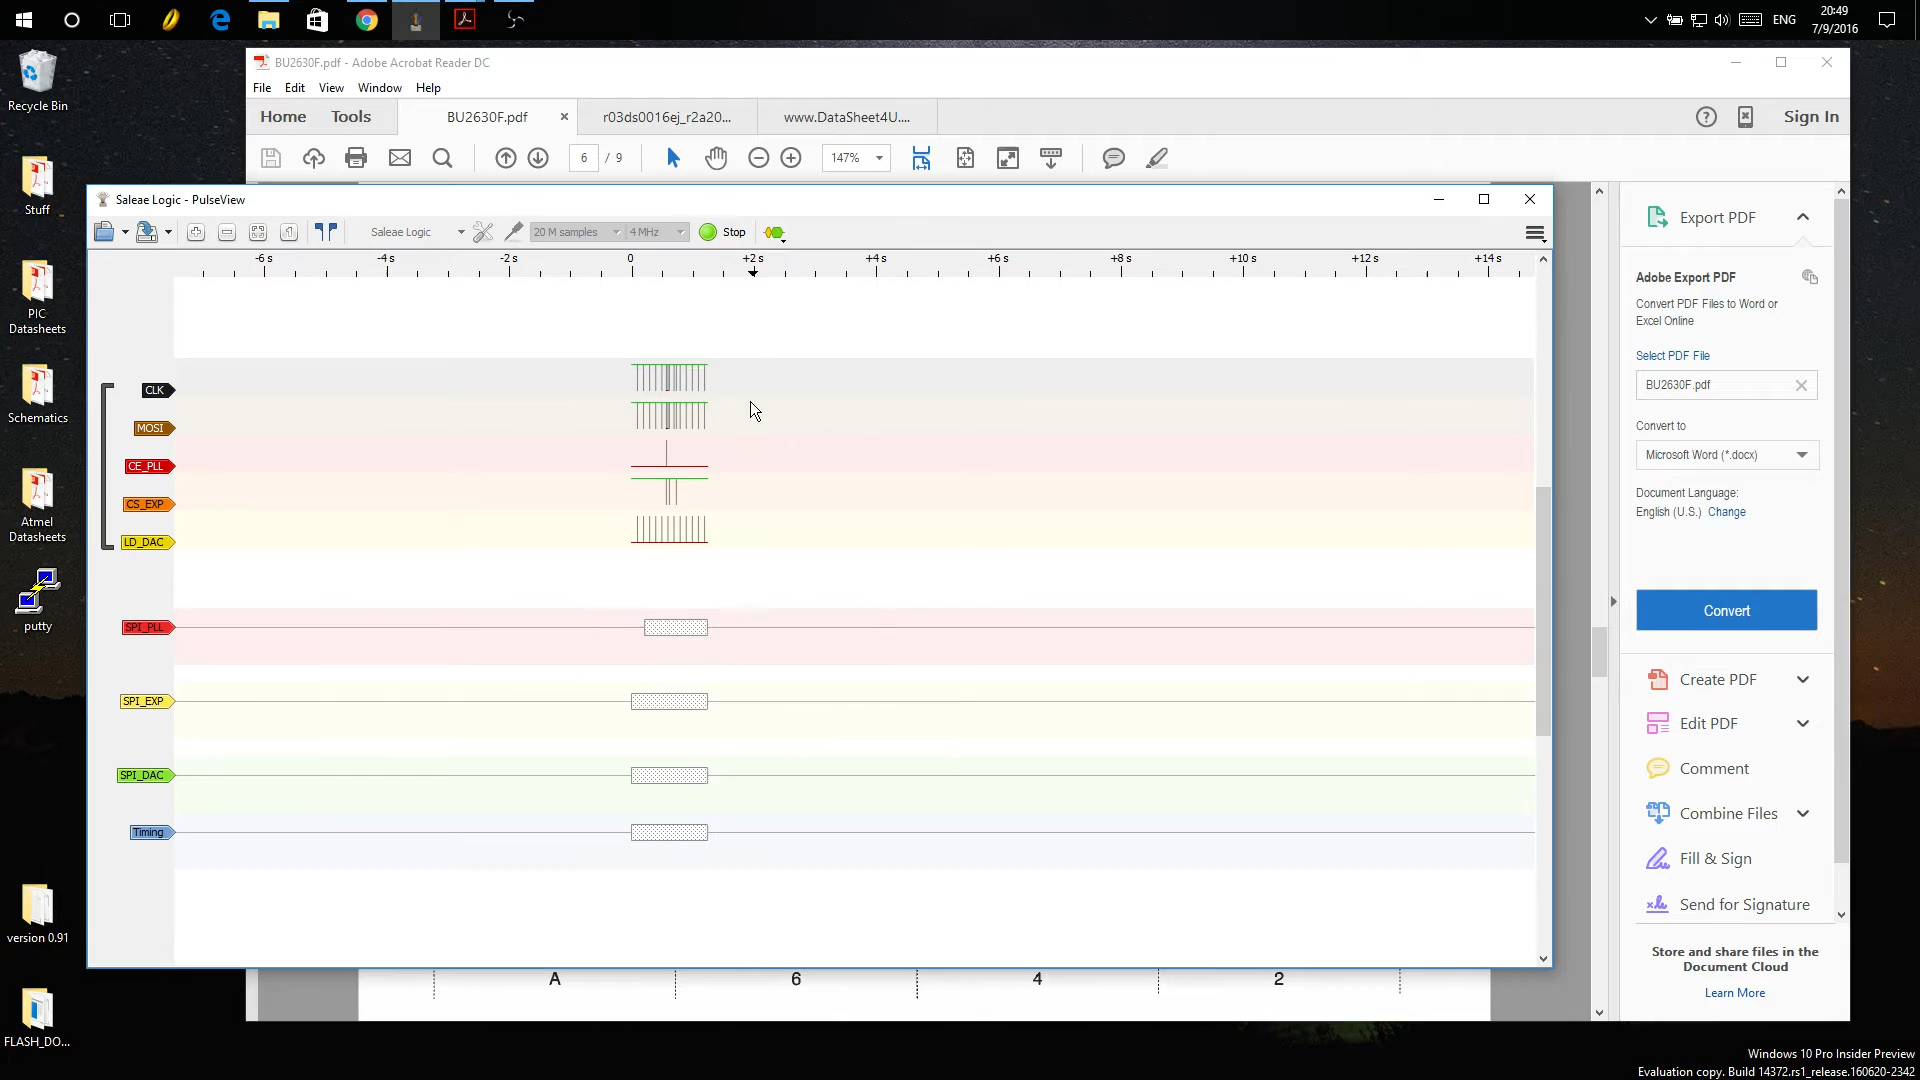 ENG
20:49
7/9/2016
Recycle Bin
Stuff
PIC
Datasheets
Schematics
Atmel
Datasheets
putty
version 0.91
FLASH_DO...
BU2630F.pdf - Adobe Acrobat Reader DC
File Edit View Window Help
Home Tools BU2630F.pdf × r03ds0016ej_r2a20... www.DataSheet4U.... ? Sign In
6 / 9 147%
Saleae Logic - PulseView
Saleae Logic 20 M samples 4 MHz Stop
-6 s -4 s -2 s 0 +2 s +4 s +6 s +8 s +10 s +12 s +14 s
CLK
MOSI
CE_PLL
CS_EXP
LD_DAC
SPI_PLL
SPI_EXP
SPI_DAC
Timing
A 6 4 2
Export PDF
Adobe Export PDF
Convert PDF Files to Word or
Excel Online
Select PDF File
BU2630F.pdf
Convert to
Microsoft Word (*.docx)
Document Language:
English (U.S.) Change
Convert
Create PDF
Edit PDF
Comment
Combine Files
Fill & Sign
Send for Signature
Store and share files in the
Document Cloud
Learn More
Windows 10 Pro Insider Preview
Evaluation copy. Build 14372.rs1_release.160620-2342